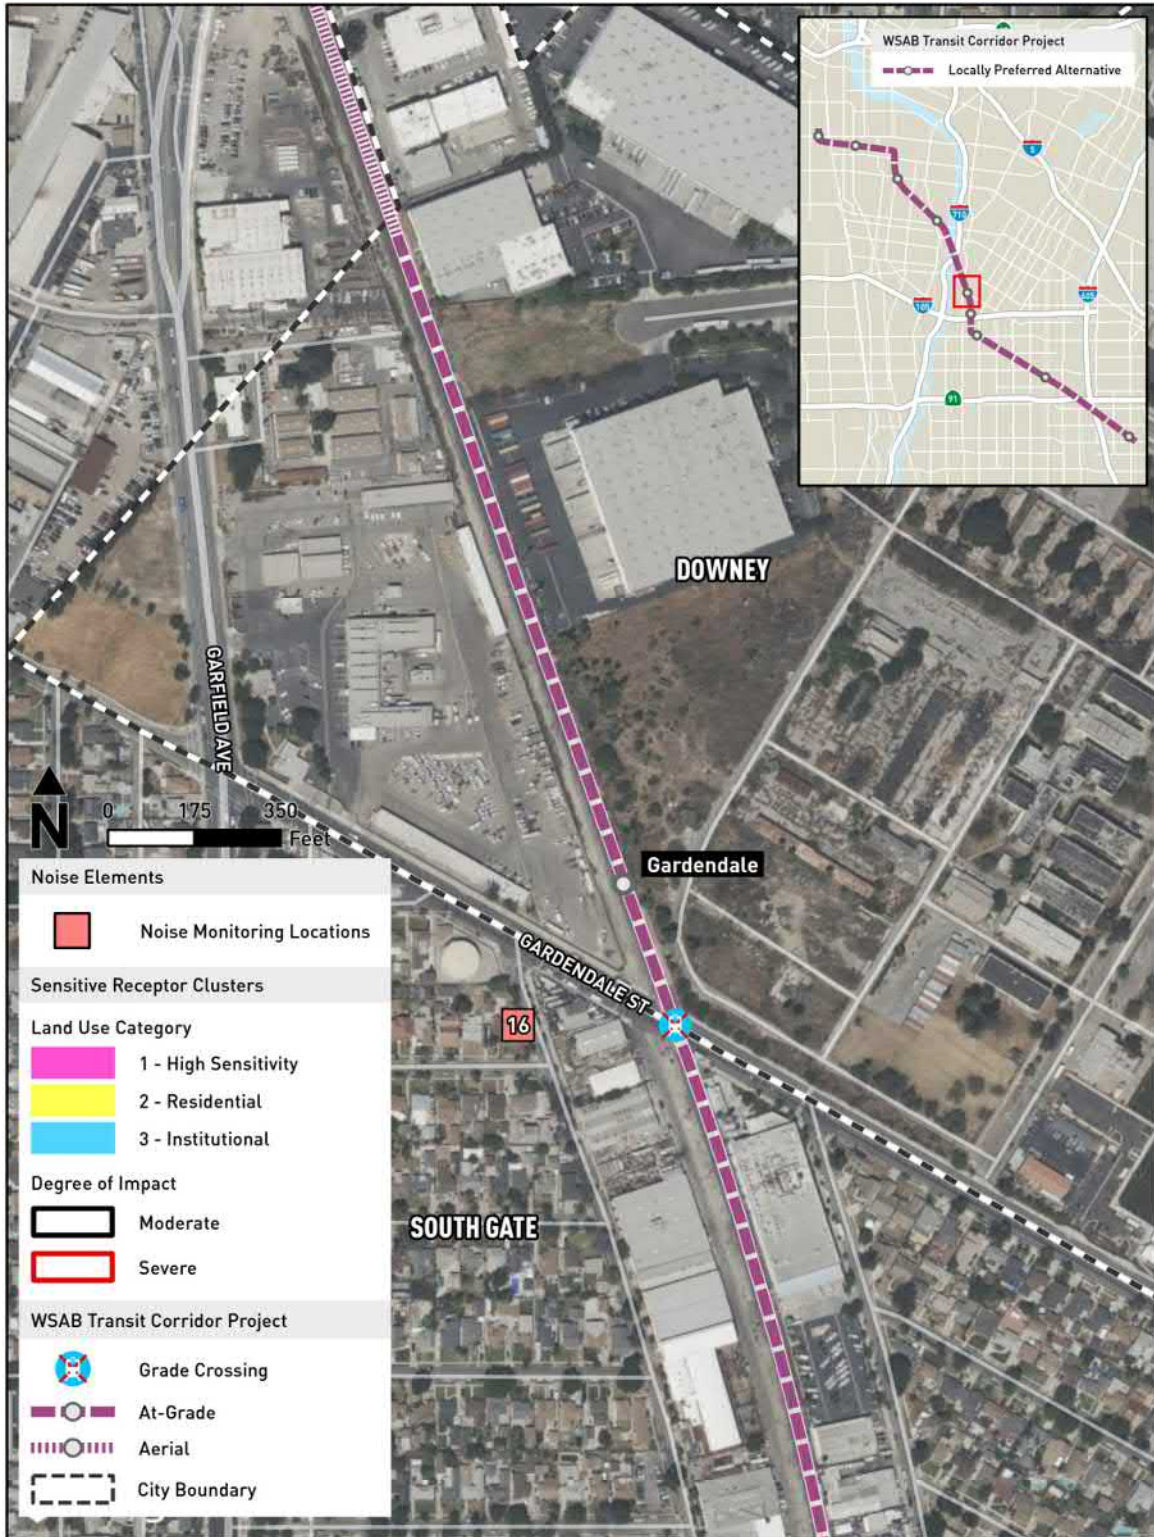 WSAB Transit Corridor Project
Locally Preferred Alternative
5
710
105
605
91
DOWNEY
GARFIELD AVE
N
0 175 350
Feet
Gardendale
GARDENDALE ST
16
SOUTH GATE
Noise Elements
Noise Monitoring Locations
Sensitive Receptor Clusters
Land Use Category
1 - High Sensitivity
2 - Residential
3 - Institutional
Degree of Impact
Moderate
Severe
WSAB Transit Corridor Project
Grade Crossing
At-Grade
Aerial
City Boundary